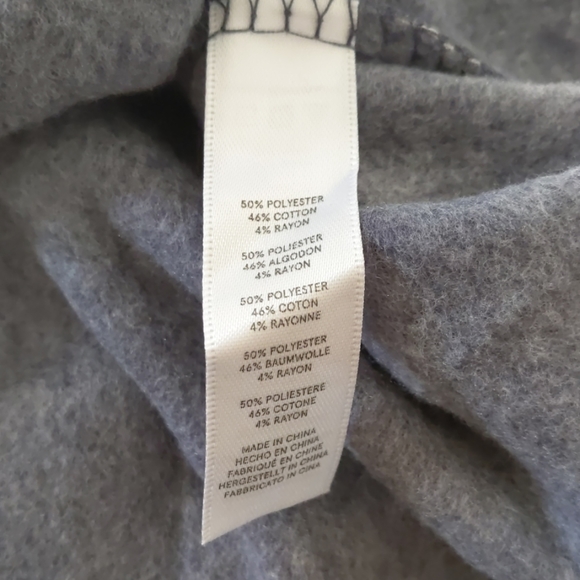 50% POLYESTER
46% COTTON
4% RAYON
50% POLIESTER
46% ALGODON
4% RAYON
50% POLYESTER
46% COTON
4% RAYONNE
50% POLYESTER
46% BAUMWOLLE
4% RAYON
50% POLIESTERE
46% COTONE
4% RAYON
MADE IN CHINA
HECHO EN CHINA
FABRIQUÉ EN CHINE
HERGESTELLT IN CHINA
FABBRICATO IN CINA